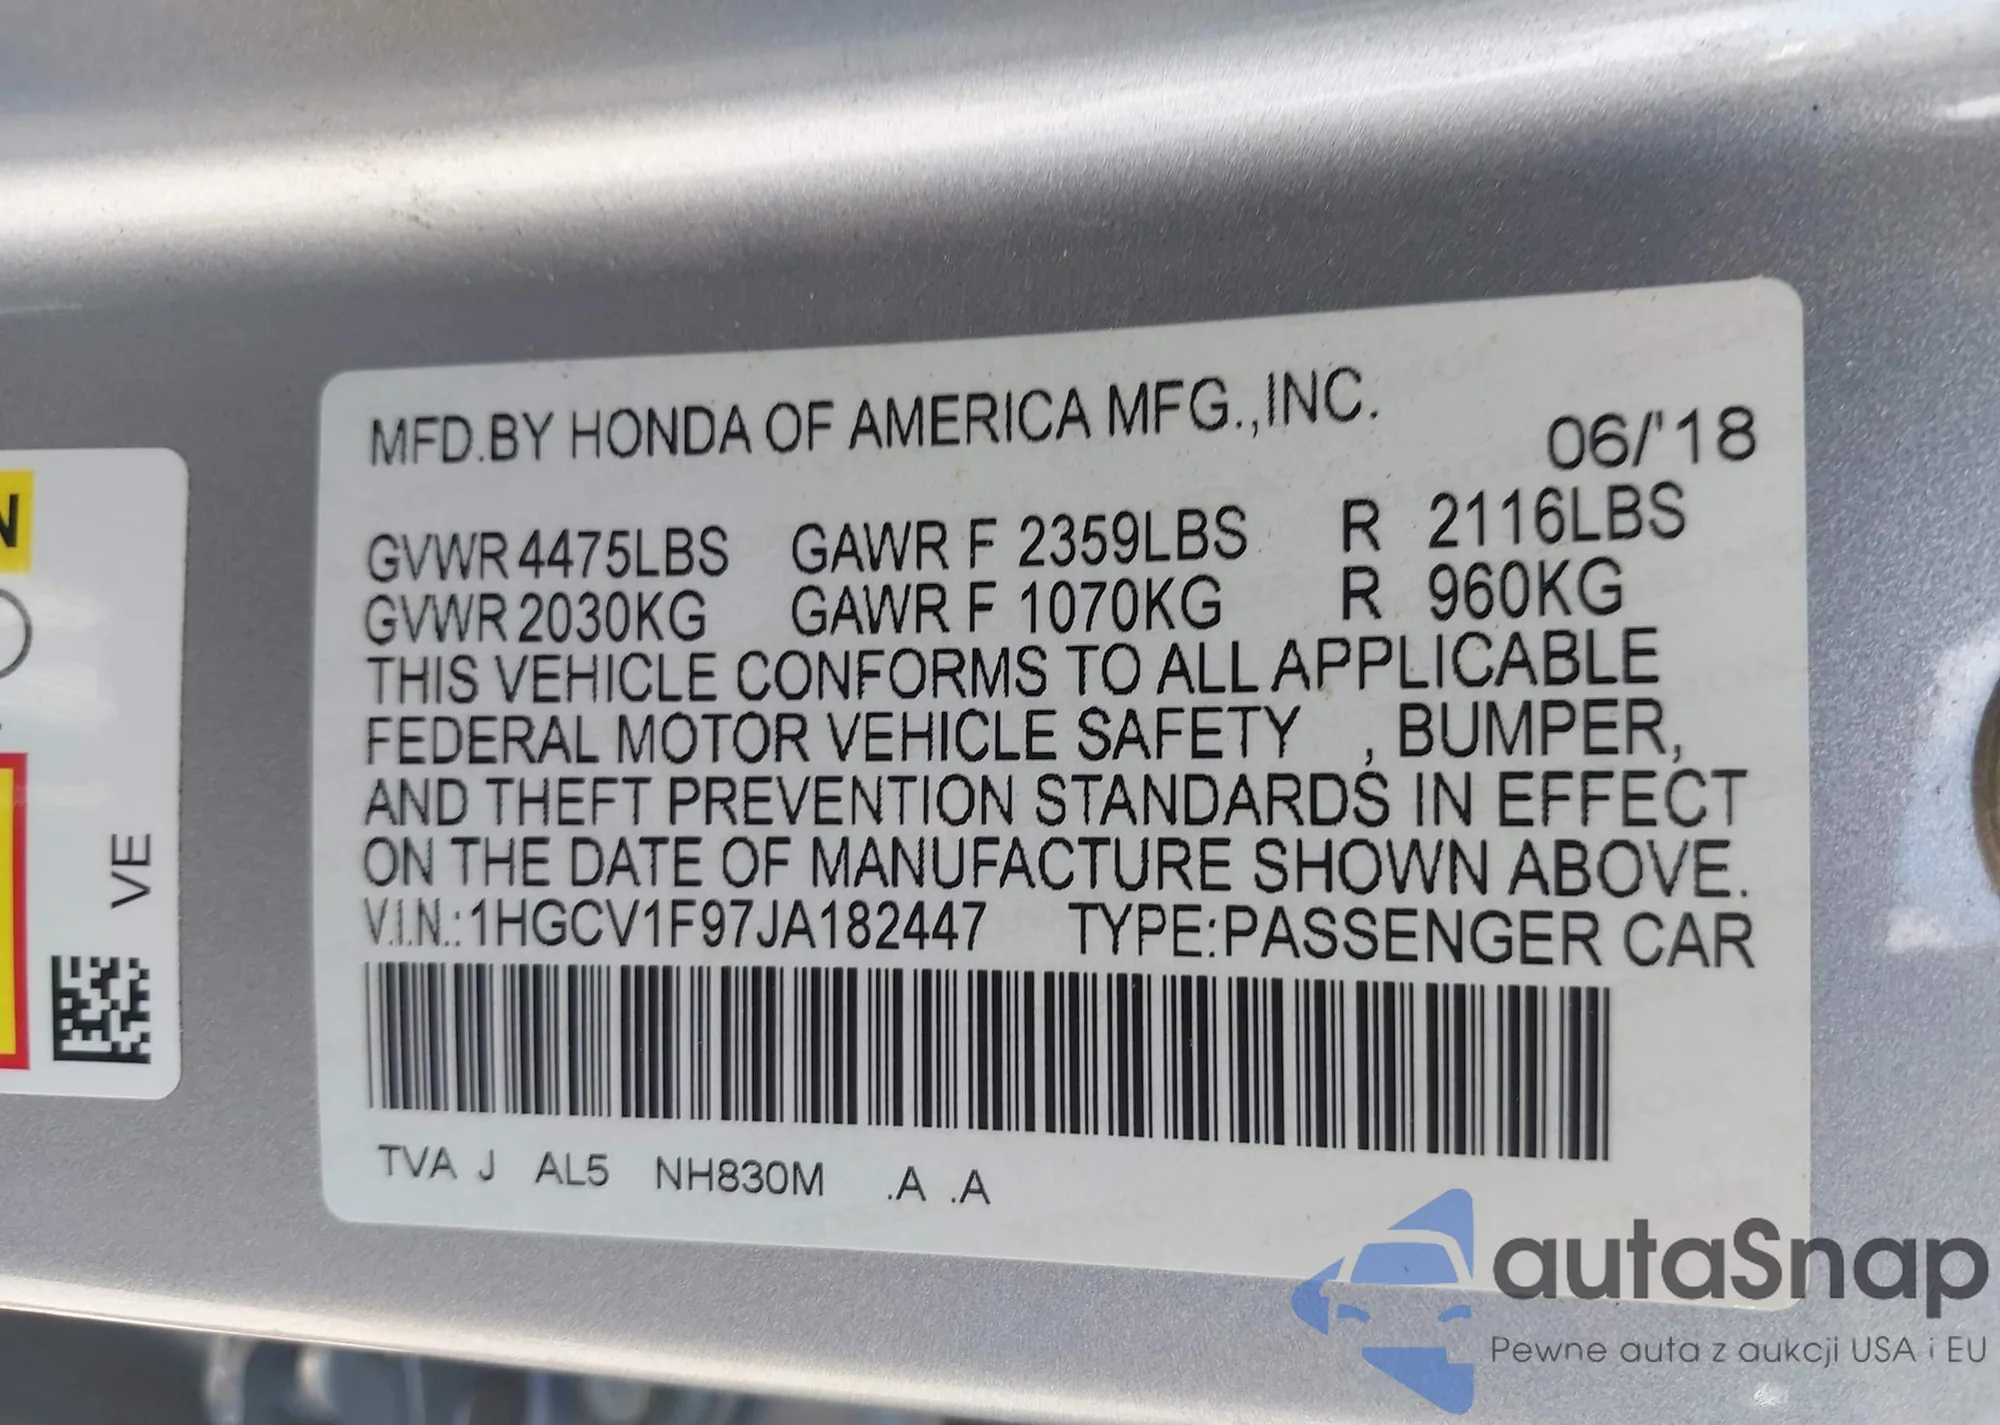 MFD.BY HONDA OF AMERICA MFG.,INC.
06/'18
GVWR 4475LBS GAWR F 2359LBS R 2116LBS
GVWR 2030KG GAWR F 1070KG R 960KG
THIS VEHICLE CONFORMS TO ALL APPLICABLE
FEDERAL MOTOR VEHICLE SAFETY , BUMPER,
AND THEFT PREVENTION STANDARDS IN EFFECT
ON THE DATE OF MANUFACTURE SHOWN ABOVE.
V.I.N.:1HGCV1F97JA182447 TYPE:PASSENGER CAR
TVA J AL5 NH830M .A .A
N
VE
autaSnap
Pewne auta z aukcji USA i EU